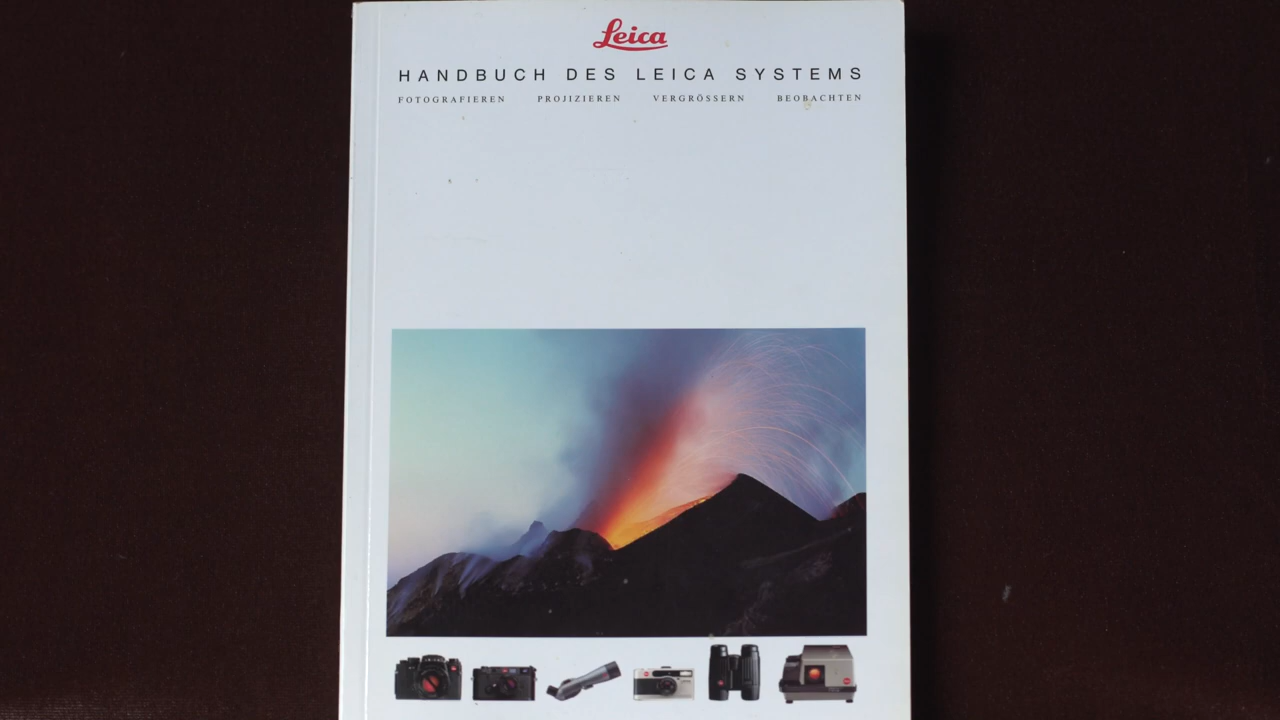 Leica
HANDBUCH DES LEICA SYSTEMS
FOTOGRAFIEREN PROJIZIEREN VERGRÖSSERN BEOBACHTEN